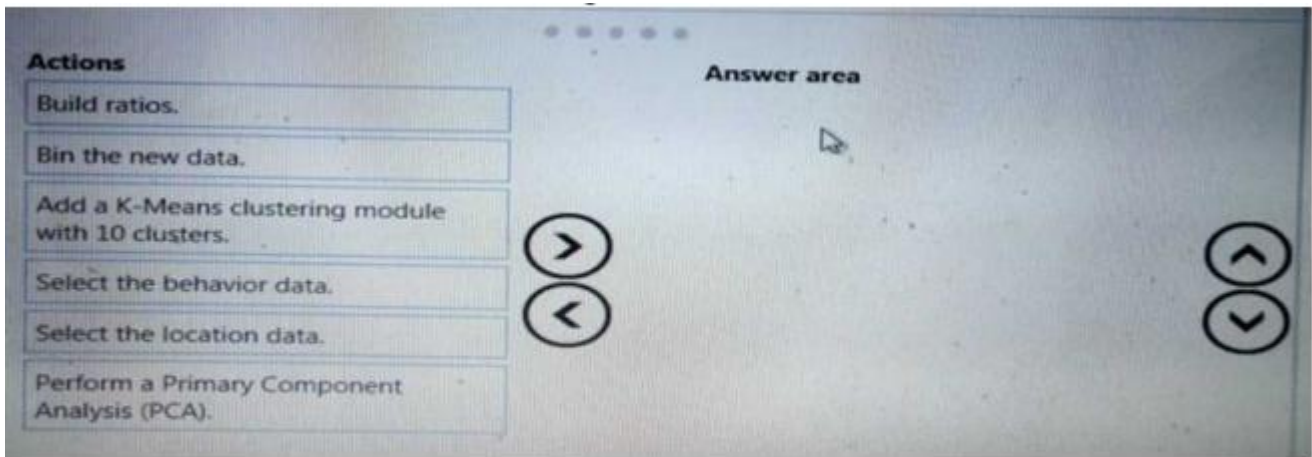 Actions
Answer area
Build ratios.
Bin the new data.
Add a K-Means clustering module
with 10 clusters.
Select the behavior data.
Select the location data.
Perform a Primary Component
Analysis (PCA).